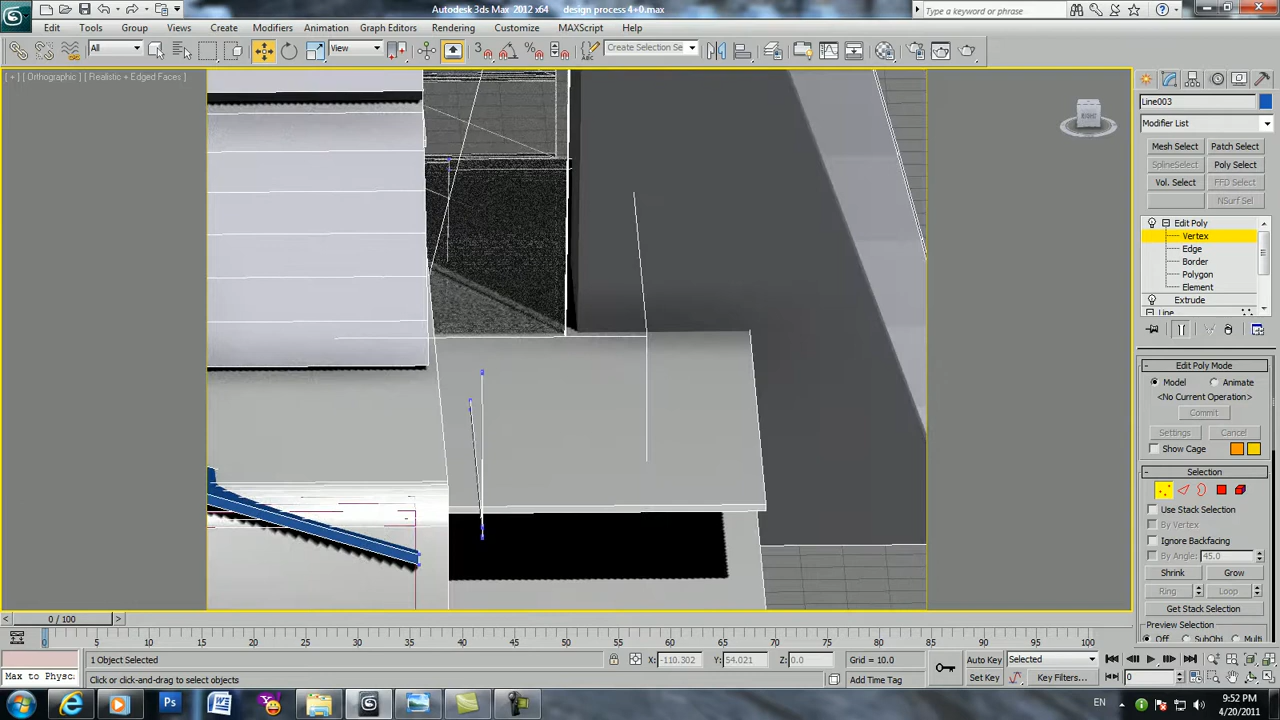 Autodesk 3ds Max 2012 x64 design process 4+0.max
Type a keyword or phrase
Edit Tools Group Views Create Modifiers Animation Graph Editors Rendering Customize MAXScript Help
All View 3 Create Selection Se
[ + ] [ Orthographic ] [ Realistic + Edged Faces ]
RIGHT
Line003
Modifier List
Mesh Select Patch Select
SplineSelect Poly Select
Vol. Select FFD Select
NSurf Sel
Edit Poly
Vertex
Edge
Border
Polygon
Element
Extrude
Line
- Edit Poly Mode
Model Animate
<No Current Operation>
Commit
Settings Cancel
Show Cage
- Selection
Use Stack Selection
By Vertex
Ignore Backfacing
By Angle: 45.0
Shrink Grow
Ring Loop
Get Stack Selection
Preview Selection
Off SubObj Multi
< 0 / 100 >
0 5 10 15 20 25 30 35 40 45 50 55 60 65 70 75 80 85 90 95 100
1 Object Selected X: -110.302 Y: 54.021 Z: 0.0 Grid = 10.0 Auto Key Selected
Max to Physc: Click or click-and-drag to select objects Add Time Tag Set Key Key Filters... 0
Ps
EN 9:52 PM
4/20/2011